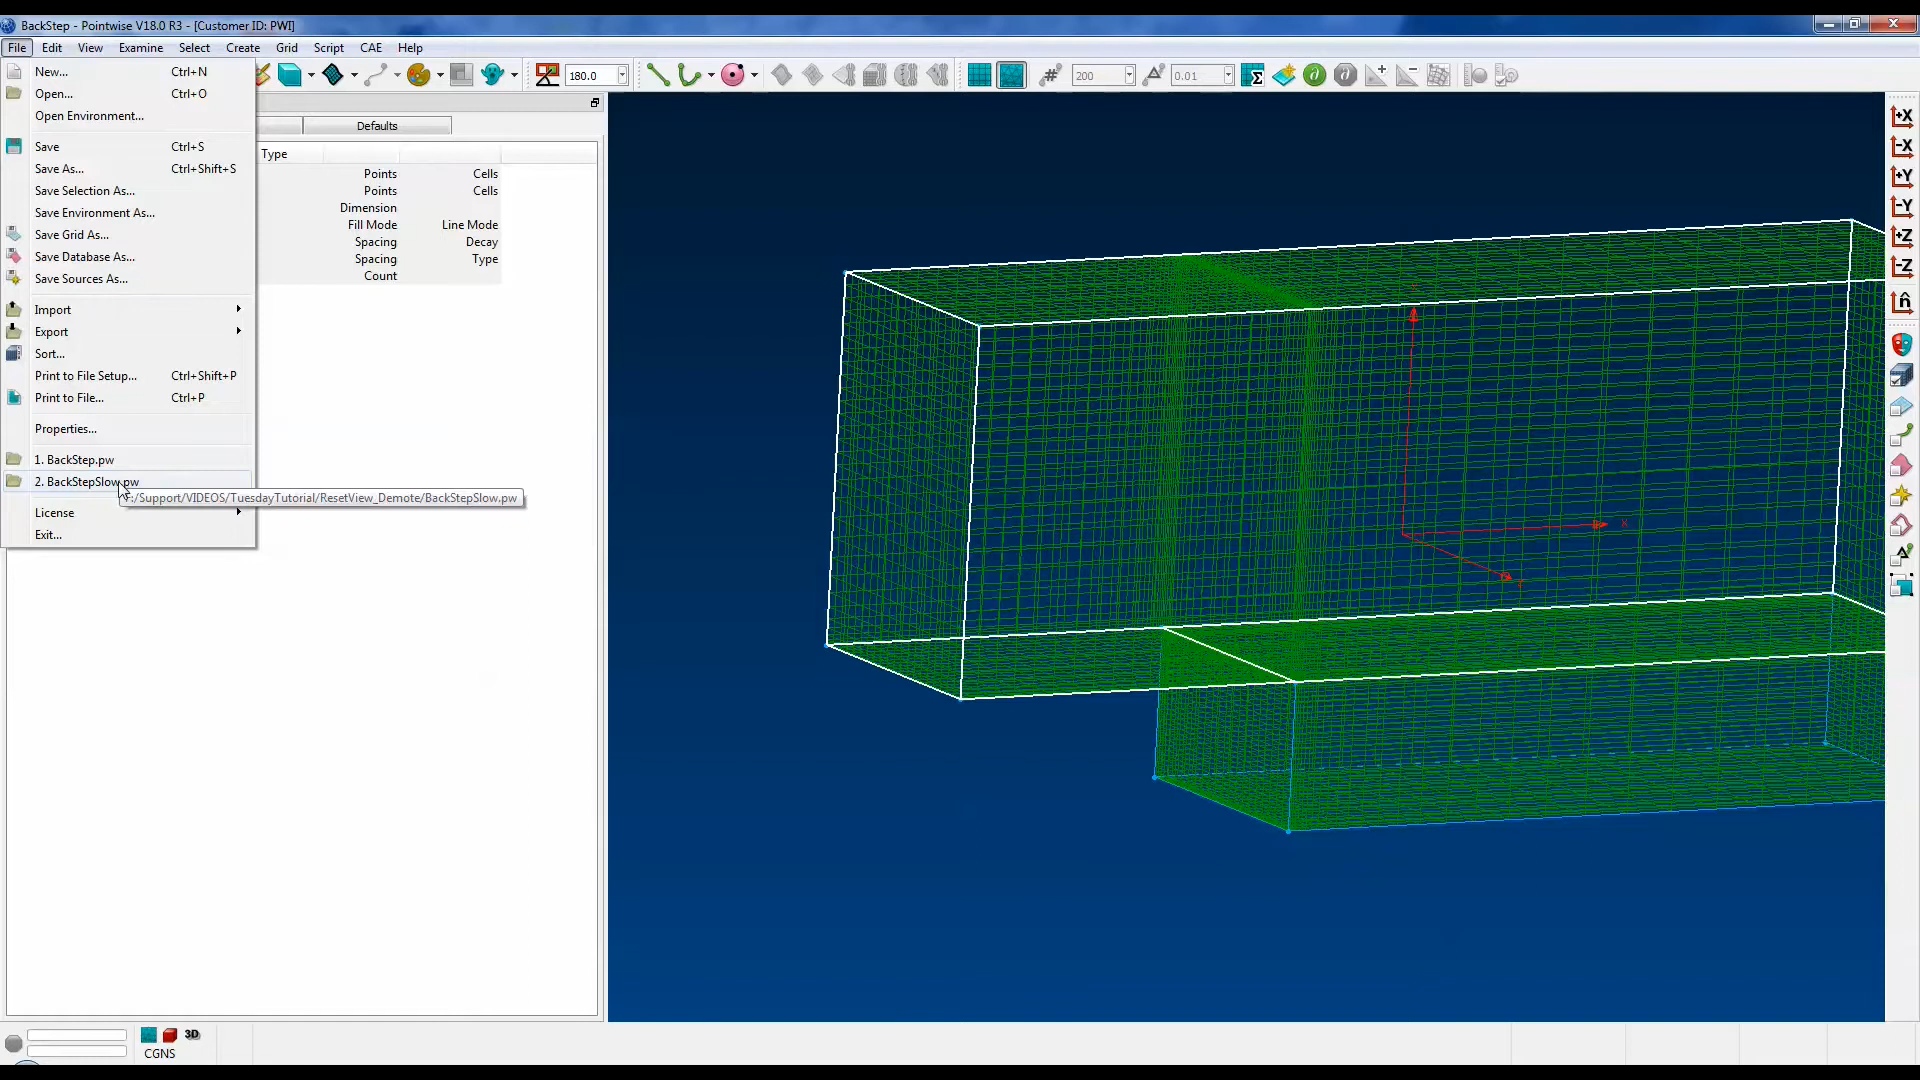 BackStep - Pointwise V18.0 R3 - [Customer ID: PWI]
File Edit View Examine Select Create Grid Script CAE Help
180.0
200
0.01
New... Ctrl+N
Open... Ctrl+O
Open Environment...
Save Ctrl+S
Save As... Ctrl+Shift+S
Save Selection As...
Save Environment As...
Save Grid As...
Save Database As...
Save Sources As...
Import
Export
Sort...
Print to File Setup... Ctrl+Shift+P
Print to File... Ctrl+P
Properties...
1. BackStep.pw
2. BackStepSlow.pw
/Support/VIDEOS/TuesdayTutorial/ResetView_Demote/BackStepSlow.pw
License
Exit...
Defaults
Type
Points Cells
Points Cells
Dimension
Fill Mode Line Mode
Spacing Decay
Spacing Type
Count
X
+X
-X
+Y
-Y
+Z
-Z
n̂
3D
CGNS